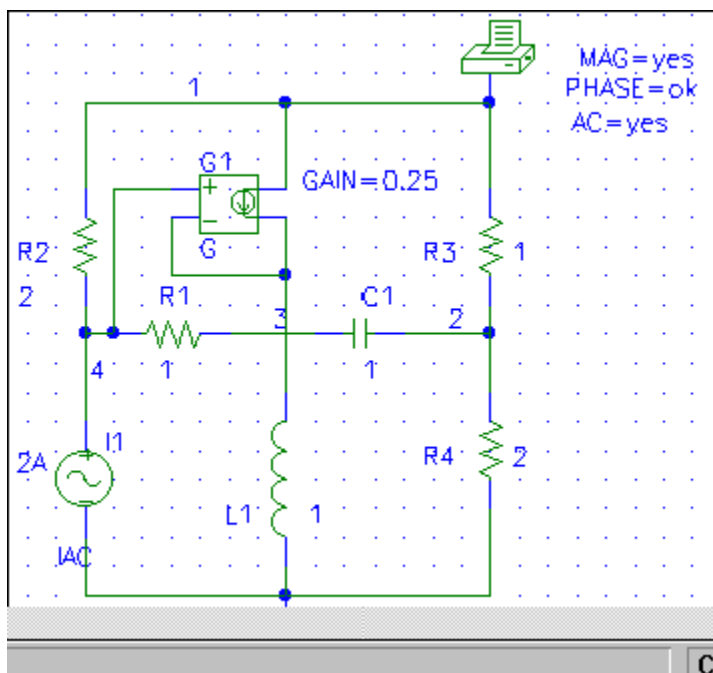 MAG=yes
PHASE=ok
AC=yes
1
G1
+
GAIN=0.25
−
G
R2
2
R3
1
R1
3
C1
2
4
1
1
2A
I1
+
−
IAC
L1
1
R4
2
C